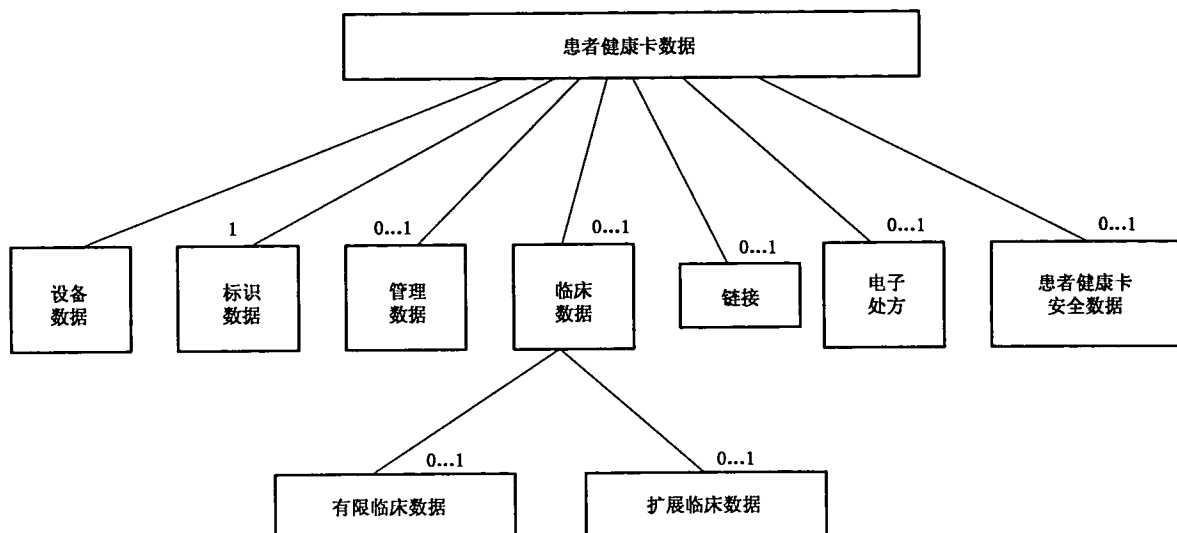 患者健康卡数据
1
0...1
0...1
0...1
0...1
0...1
设备
数据
标识
数据
管理
数据
临床
数据
链接
电子
处方
患者健康卡
安全数据
0...1
0...1
有限临床数据
扩展临床数据